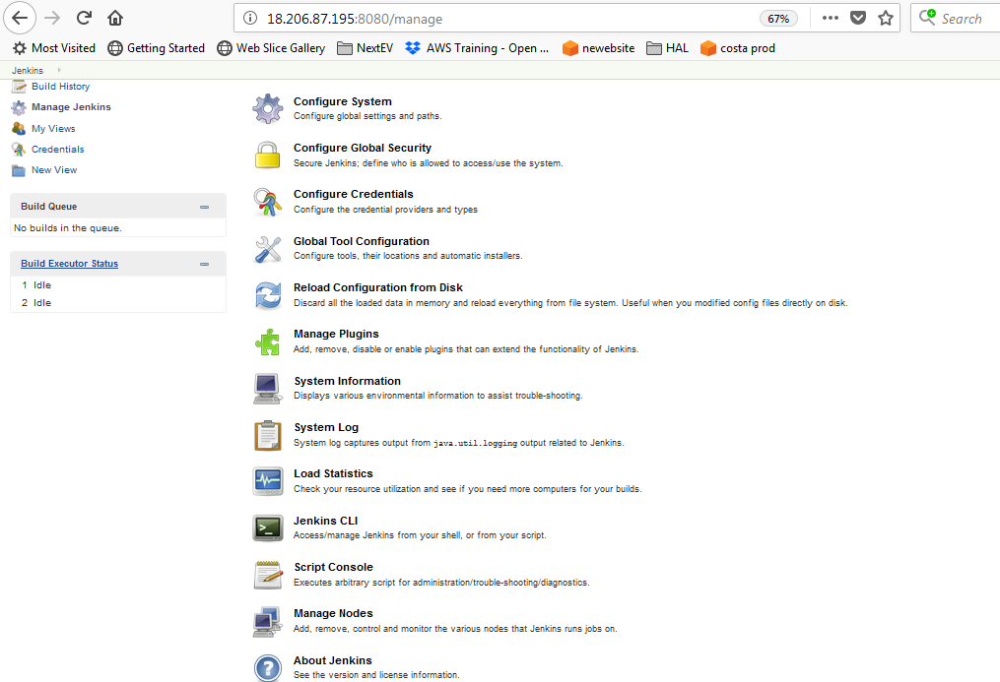 18.206.87.195:8080/manage
67%
Search
Most Visited
Getting Started
Web Slice Gallery
NextEV
AWS Training - Open ...
newebsite
HAL
costa prod
Jenkins
Build History
Manage Jenkins
My Views
Credentials
New View
Build Queue
No builds in the queue.
Build Executor Status
1 Idle
2 Idle
Configure System
Configure global settings and paths.
Configure Global Security
Secure Jenkins; define who is allowed to access/use the system.
Configure Credentials
Configure the credential providers and types
Global Tool Configuration
Configure tools, their locations and automatic installers.
Reload Configuration from Disk
Discard all the loaded data in memory and reload everything from file system. Useful when you modified config files directly on disk.
Manage Plugins
Add, remove, disable or enable plugins that can extend the functionality of Jenkins.
System Information
Displays various environmental information to assist trouble-shooting.
System Log
System log captures output from java.util.logging output related to Jenkins.
Load Statistics
Check your resource utilization and see if you need more computers for your builds.
Jenkins CLI
Access/manage Jenkins from your shell, or from your script.
Script Console
Executes arbitrary script for administration/trouble-shooting/diagnostics.
Manage Nodes
Add, remove, control and monitor the various nodes that Jenkins runs jobs on.
About Jenkins
See the version and license information.